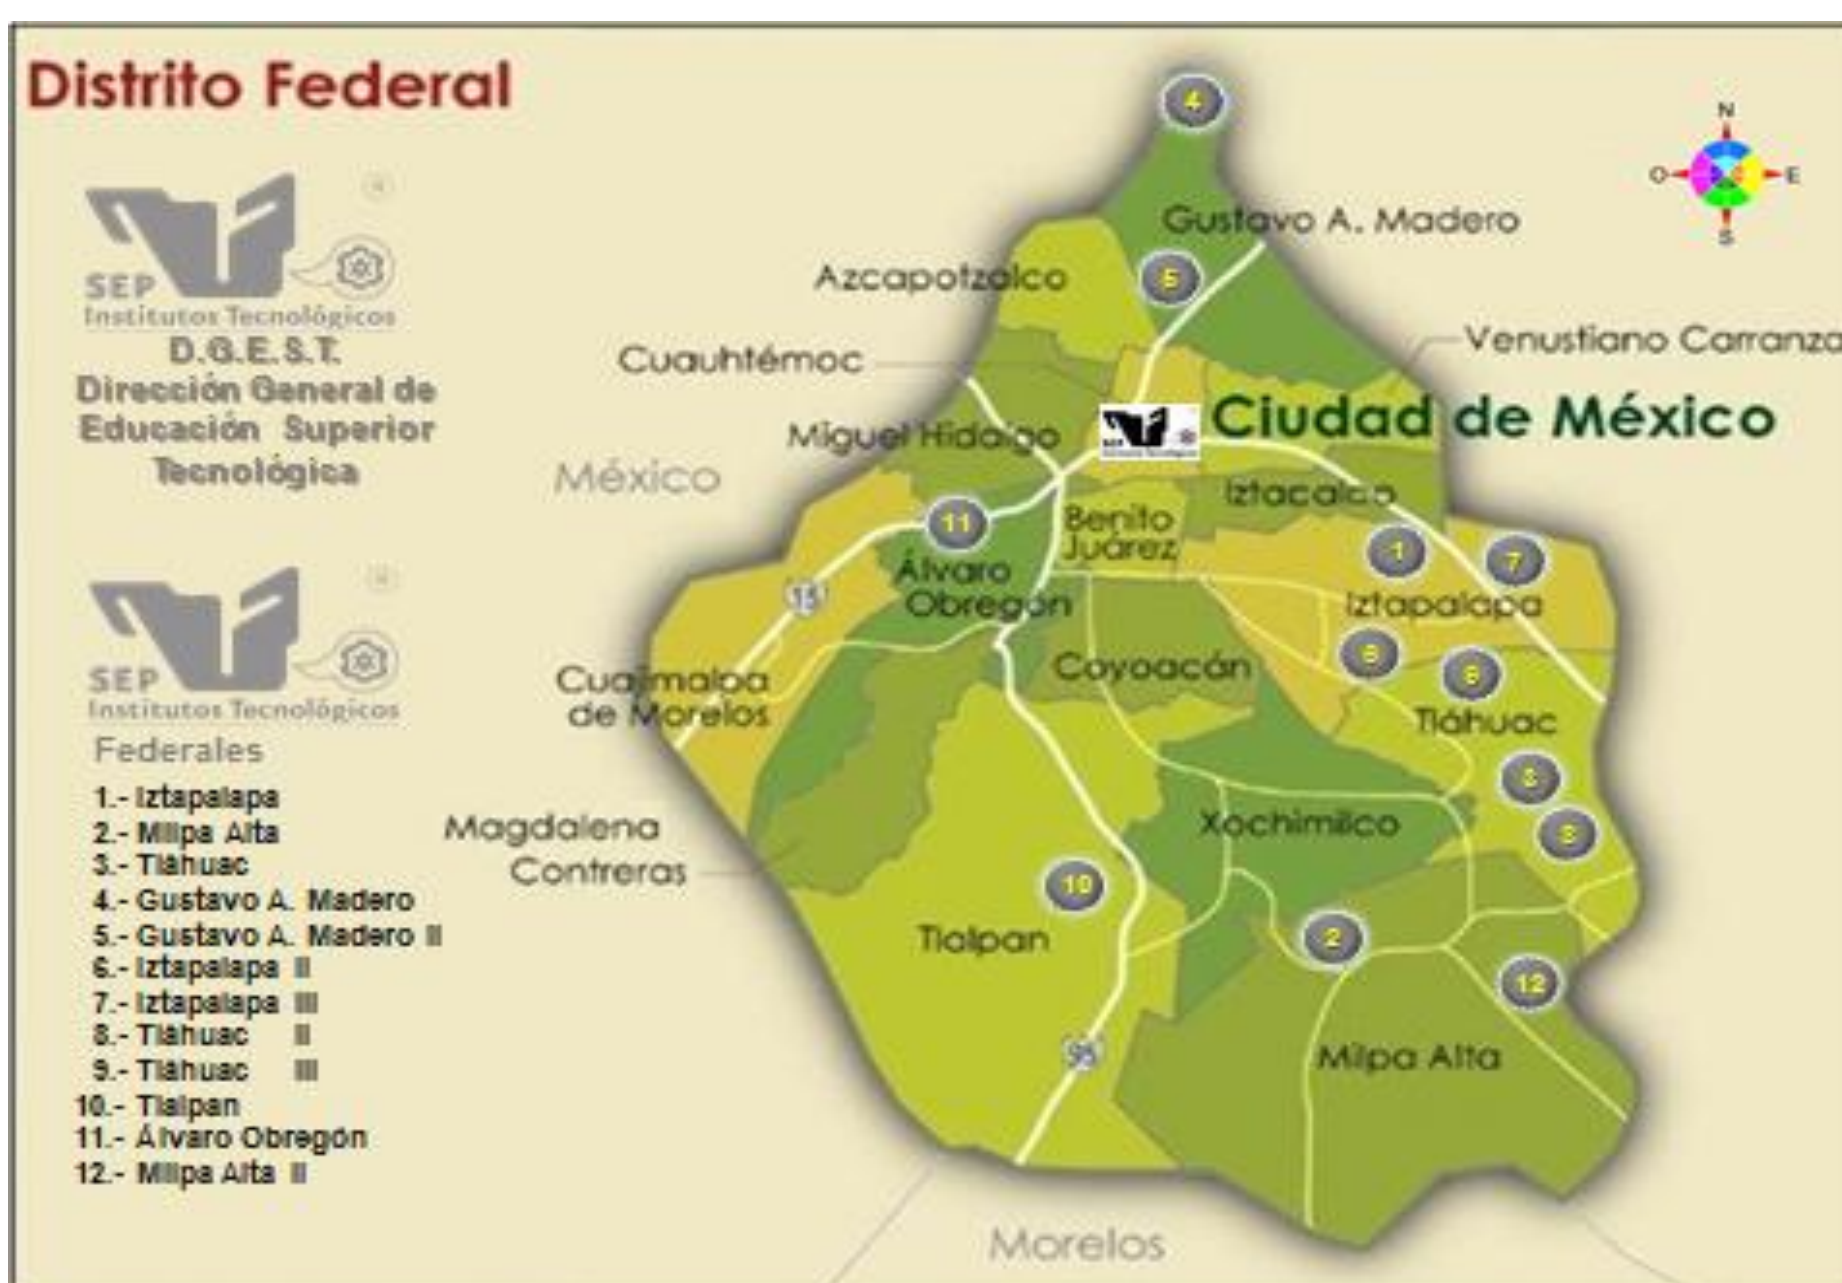 Distrito Federal
SEP
Institutos Tecnológicos
D.G.E.S.T.
Dirección General de
Educación Superior
Tecnológica
SEP
Institutos Tecnológicos
Federales
1.- Iztapalapa
2.- Milpa Alta
3.- Tláhuac
4.- Gustavo A. Madero
5.- Gustavo A. Madero II
6.- Iztapalapa II
7.- Iztapalapa III
8.- Tláhuac II
9.- Tláhuac III
10.- Tlalpan
11.- Álvaro Obregón
12.- Milpa Alta II
N
O
E
S
4
Gustavo A. Madero
5
Azcapotzalco
Venustiano Carranza
Cuauhtémoc
Ciudad de México
Miguel Hidalgo
México
Iztacalco
11
Benito
Juárez
1
7
Álvaro
Obregón
15
Iztapalapa
Coyoacán
Cuajimalpa
de Morelos
Tláhuac
Magdalena
Contreras
Xochimilco
10
Tlalpan
2
12
95
Milpa Alta
Morelos